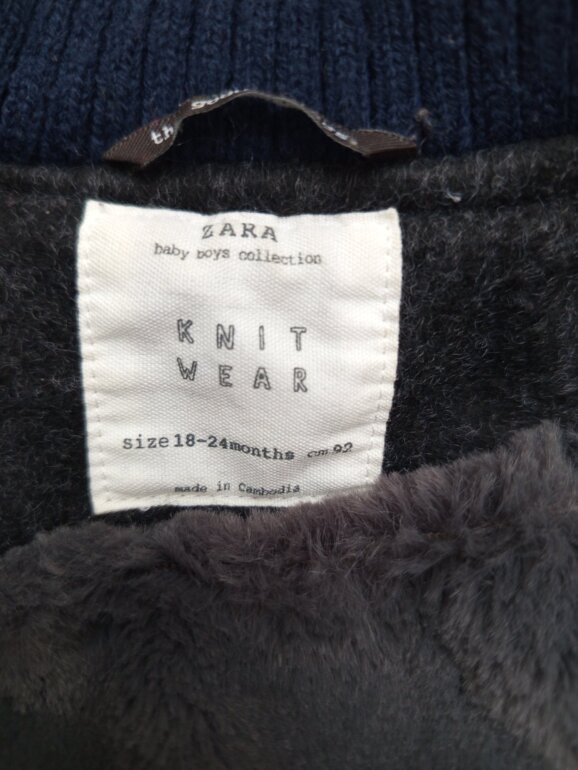 ZARA
baby boys collection
KNIT
WEAR
size 18-24months cm 92
made in Cambodia